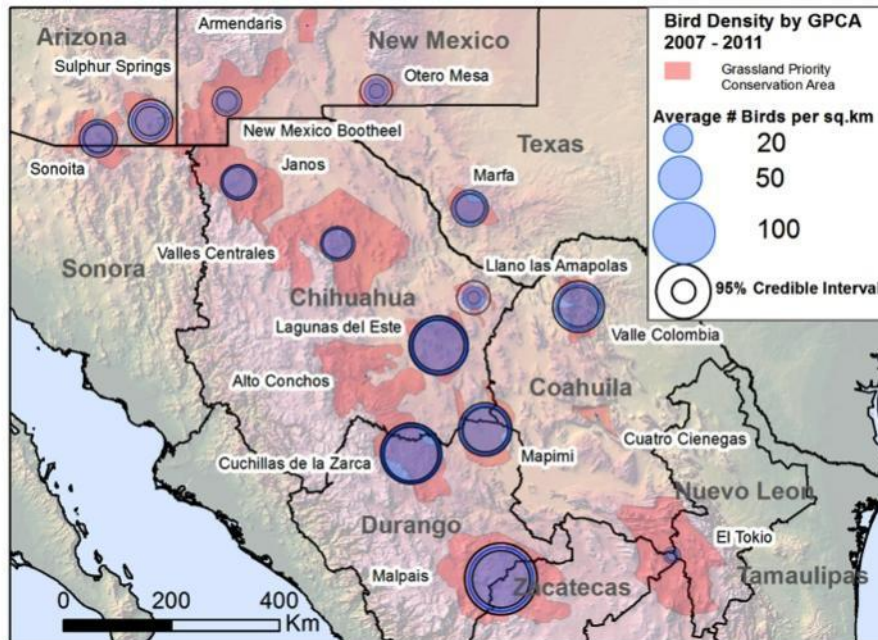 Armendaris
Arizona
New Mexico
Sulphur Springs
Otero Mesa
New Mexico Bootheel
Texas
Sonoita
Janos
Marfa
Valles Centrales
Sonora
Llano las Amapolas
Chihuahua
Lagunas del Este
Valle Colombia
Alto Conchos
Coahuila
Cuatro Cienegas
Cuchillas de la Zarca
Mapimi
Nuevo Leon
Durango
El Tokio
Malpais
Zacatecas
Tamaulipas
0 200 400
Km
Bird Density by GPCA
2007 - 2011
Grassland Priority
Conservation Area
Average # Birds per sq.km
20
50
100
95% Credible Interval